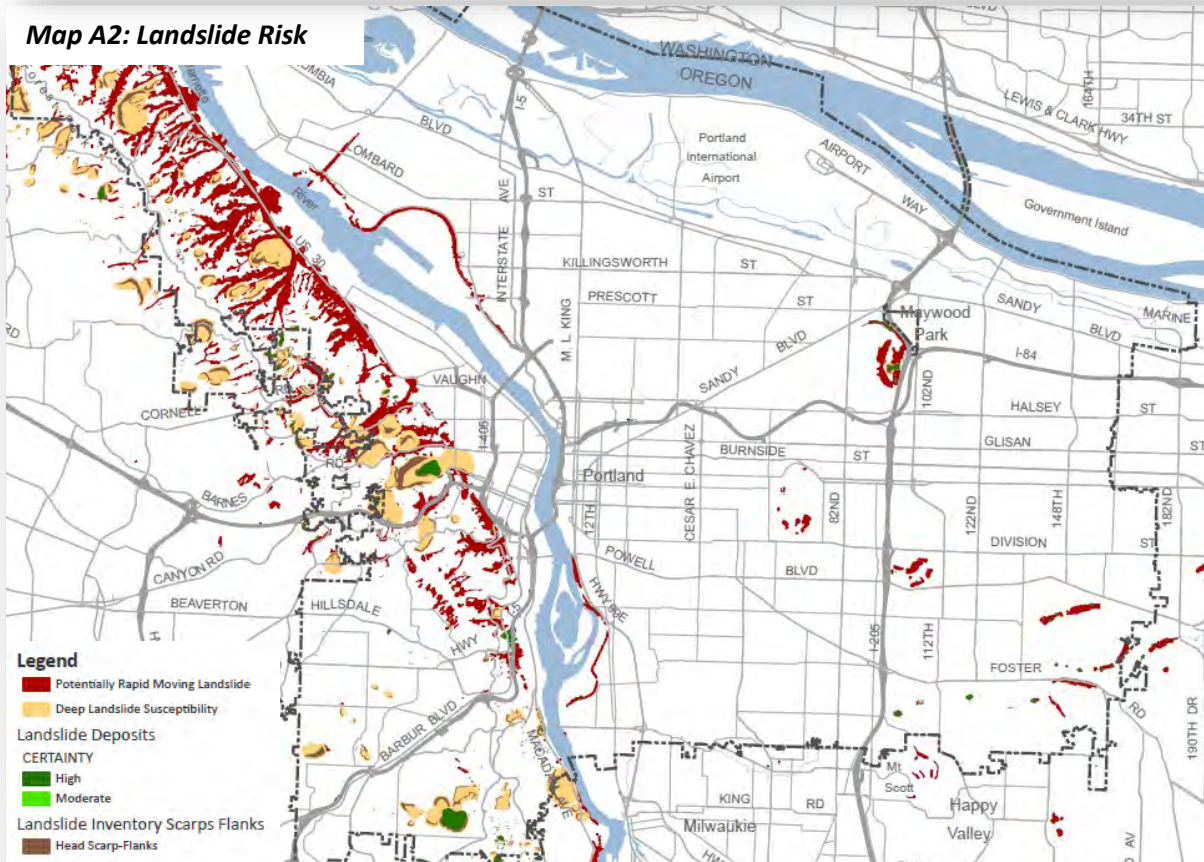 Map A2: Landslide Risk
WASHINGTON
OREGON
164TH
LEWIS & CLARK HWY
34TH ST
I-5
BLVD
Portland
International
Airport
AIRPORT
WAY
LOMBARD
ST
River
Government Island
INTERSTATE AVE
US 30
KILLINGSWORTH
ST
PRESCOTT
ST
SANDY
BLVD
MARINE
Maywood
Park
BLVD
SANDY
I-84
M. L KING
VAUGHN
102ND
HALSEY
ST
CORNELL
RD
I-405
GLISAN
BURNSIDE
ST
ST
RD
Portland
BARNES
12TH
CESAR E. CHAVEZ
82ND
122ND
148TH
182ND
DIVISION
ST
POWELL
BLVD
CANYON RD
HWY 99E
BEAVERTON
HILLSDALE
HWY
I-205
112TH
FOSTER
RD
190TH DR
BARBUR BLVD
MACADAM AVE
Mt
Scott
KING
RD
Happy
Valley
Milwaukie
AV
Legend
Potentially Rapid Moving Landslide
Deep Landslide Susceptibility
Landslide Deposits
CERTAINTY
High
Moderate
Landslide Inventory Scarps Flanks
Head Scarp-Flanks